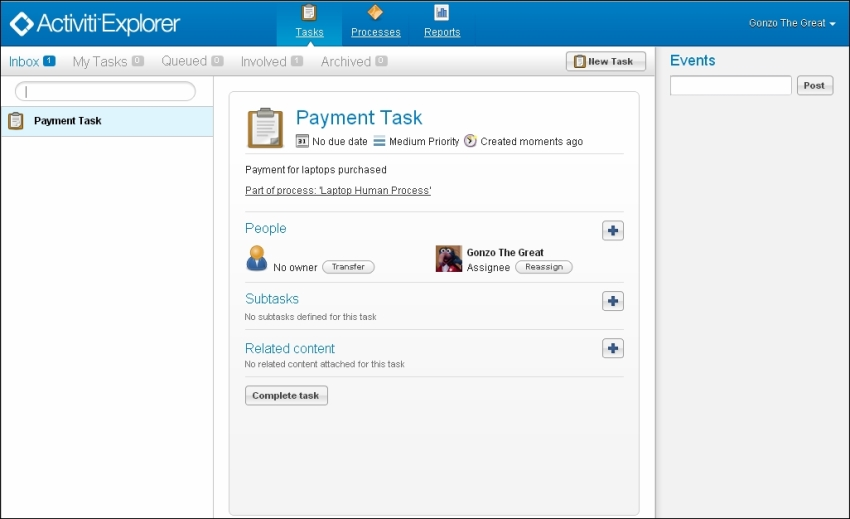 Activiti Explorer
Tasks
Processes
Reports
Gonzo The Great
Inbox 1 My Tasks 0 Queued 0 Involved 1 Archived 0
New Task
Events
Post
Payment Task
Payment Task
31 No due date Medium Priority Created moments ago
Payment for laptops purchased
Part of process: 'Laptop Human Process'
People
No owner Transfer
Gonzo The Great
Assignee Reassign
Subtasks
No subtasks defined for this task
Related content
No related content attached for this task
Complete task